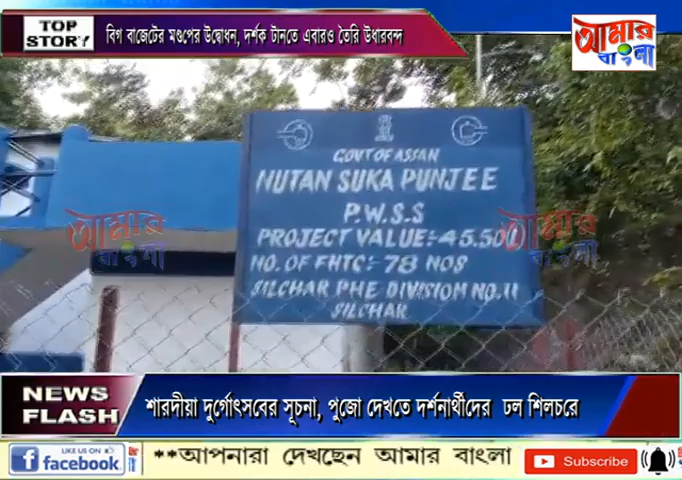 TOP
STORY
বিগ বাজেটের মণ্ডপের উদ্বোধন, দর্শক টানতে এবারও তৈরি উধারবন্দ
আমার
বাংলা
GOVT OF ASSAM
NUTAN SUKA PUNJEE
P.W.S.S
PROJECT VALUE:-45.50
NO. OF FHTC:- 78 NOS
SILCHAR PHE DIVISION NO. II
SILCHAR
আমার
বাংলা
আমার
বাংলা
NEWS
FLASH
শারদীয়া দুর্গোৎসবের সূচনা, পুজো দেখতে দর্শনার্থীদের ঢল শিলচরে
LIKE US ON
facebook.
**আপনারা দেখছেন আমার বাংলা
Subscribe